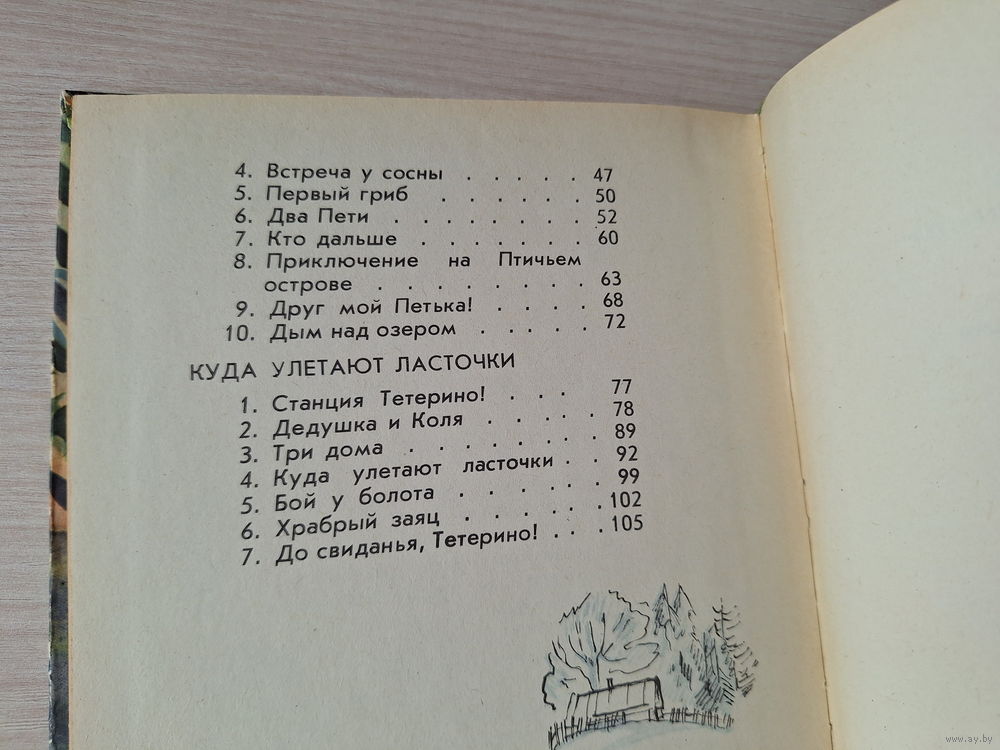 4. Встреча у сосны . . . . . 47
5. Первый гриб . . . . . . 50
6. Два Пети . . . . . . . . 52
7. Кто дальше . . . . . . . 60
8. Приключение на Птичьем
острове . . . . . . . . 63
9. Друг мой Петька! . . . . 68
10. Дым над озером . . . . . 72
КУДА УЛЕТАЮТ ЛАСТОЧКИ
1. Станция Тетерино! . . . 77
2. Дедушка и Коля . . . . . 78
3. Три дома . . . . . . . . 89
4. Куда улетают ласточки . . 92
5. Бой у болота . . . . . . 99
6. Храбрый заяц . . . . . . 102
7. До свиданья, Тетерино! . . . 105
www.ay.by